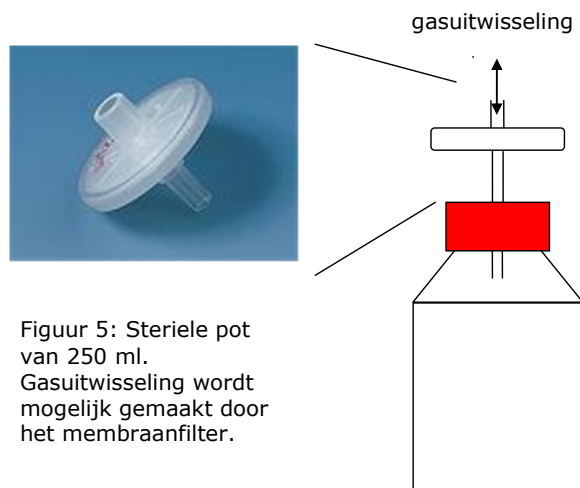 gasuitwisseling
Figuur 5: Steriele pot
van 250 ml.
Gasuitwisseling wordt
mogelijk gemaakt door
het membraanfilter.